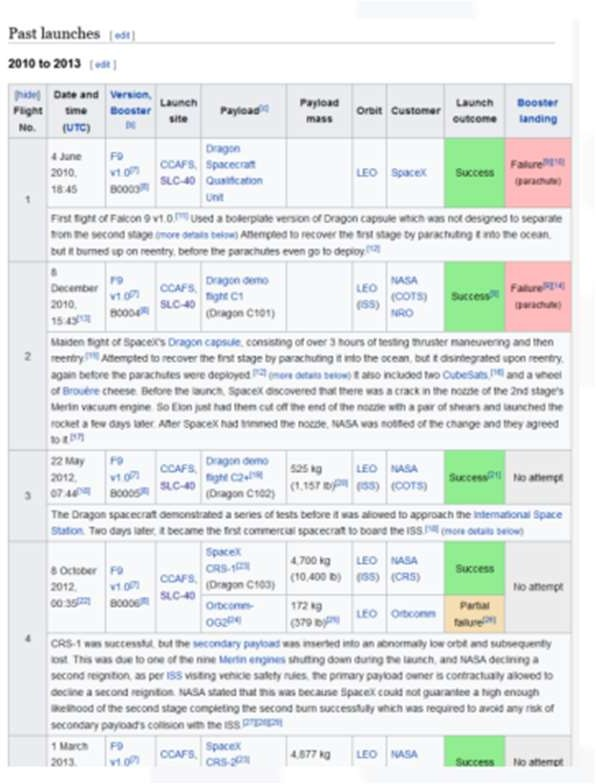 Past launches [edit]
2010 to 2013 [edit]
[hide] Flight No. | Date and time (UTC) | Version, Booster [b] | Launch site | Payload[c] | Payload mass | Orbit | Customer | Launch outcome | Booster landing
1 | 4 June 2010, 18:45 | F9 v1.0[7] B0003[8] | CCAFS, SLC-40 | Dragon Spacecraft Qualification Unit | | LEO | SpaceX | Success | Failure[9][10] (parachute)
First flight of Falcon 9 v1.0.[11] Used a boilerplate version of Dragon capsule which was not designed to separate
from the second stage.(more details below) Attempted to recover the first stage by parachuting it into the ocean,
but it burned up on reentry, before the parachutes even go to deploy.[12]
2 | 8 December 2010, 15:43[13] | F9 v1.0[7] B0004[8] | CCAFS, SLC-40 | Dragon demo flight C1 (Dragon C101) | | LEO (ISS) | NASA (COTS) NRO | Success[9] | Failure[9][14] (parachute)
Maiden flight of SpaceX's Dragon capsule, consisting of over 3 hours of testing thruster maneuvering and then
reentry.[15] Attempted to recover the first stage by parachuting it into the ocean, but it disintegrated upon reentry,
again before the parachutes were deployed.[12] (more details below) It also included two CubeSats,[16] and a wheel
of Brouère cheese. Before the launch, SpaceX discovered that there was a crack in the nozzle of the 2nd stage's
Merlin vacuum engine. So Elon just had them cut off the end of the nozzle with a pair of shears and launched the
rocket a few days later. After SpaceX had trimmed the nozzle, NASA was notified of the change and they agreed
to it.[17]
3 | 22 May 2012, 07:44[18] | F9 v1.0[7] B0005[8] | CCAFS, SLC-40 | Dragon demo flight C2+[19] (Dragon C102) | 525 kg (1,157 lb)[20] | LEO (ISS) | NASA (COTS) | Success[21] | No attempt
The Dragon spacecraft demonstrated a series of tests before it was allowed to approach the International Space
Station. Two days later, it became the first commercial spacecraft to board the ISS.[18] (more details below)
4 | 8 October 2012, 00:35[22] | F9 v1.0[7] B0006[8] | CCAFS, SLC-40 | SpaceX CRS-1[23] (Dragon C103) | 4,700 kg (10,400 lb) | LEO (ISS) | NASA (CRS) | Success | No attempt
Orbcomm-OG2[24] | 172 kg (379 lb)[25] | LEO | Orbcomm | Partial failure[26]
CRS-1 was successful, but the secondary payload was inserted into an abnormally low orbit and subsequently
lost. This was due to one of the nine Merlin engines shutting down during the launch, and NASA declining a
second reignition, as per ISS visiting vehicle safety rules, the primary payload owner is contractually allowed to
decline a second reignition. NASA stated that this was because SpaceX could not guarantee a high enough
likelihood of the second stage completing the second burn successfully which was required to avoid any risk of
secondary payload's collision with the ISS.[27][28][29]
1 March 2013, | F9 v1.0[7] | CCAFS, | SpaceX CRS-2[23] | 4,877 kg | LEO | NASA | Success | No attempt